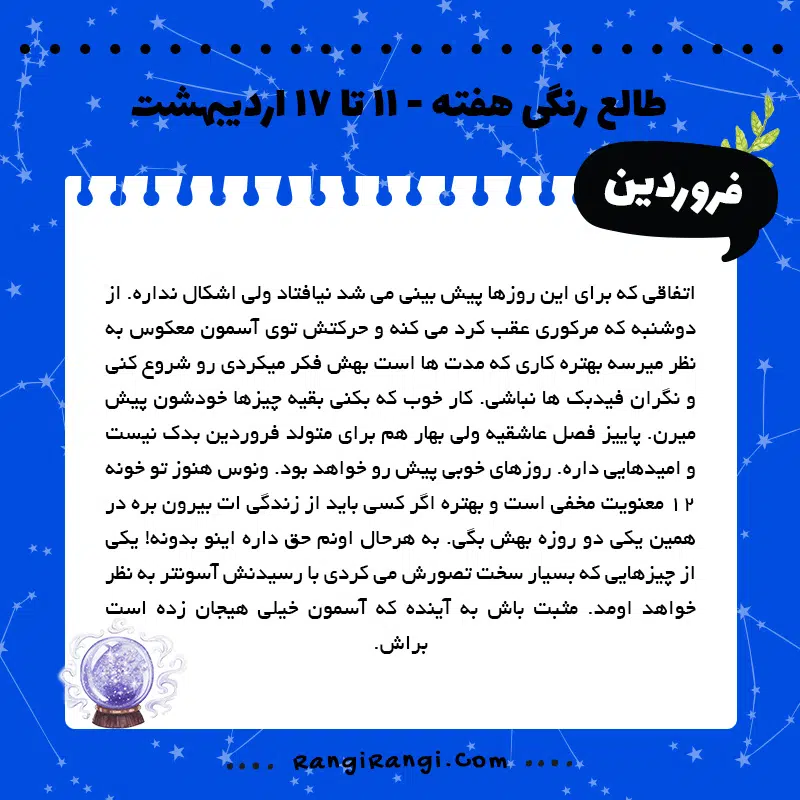 طالع رنگی هفته - ۱۱ تا ۱۷ اردیبهشت
فروردین
اتفاقی که برای این روزها پیش بینی می شد نیافتاد ولی اشکال نداره. از
دوشنبه که مرکوری عقب کرد می کنه و حرکتش توی آسمون معکوس به
نظر میرسه بهتره کاری که مدت ها است بهش فکر میکردی رو شروع کنی
و نگران فیدبک ها نباشی. کار خوب که بکنی بقیه چیزها خودشون پیش
میرن. پاییز فصل عاشقیه ولی بهار هم برای متولد فروردین بدک نیست
و امیدهایی داره. روزهای خوبی پیش رو خواهد بود. ونوس هنوز تو خونه
۱۲ معنویت مخفی است و بهتره اگر کسی باید از زندگی ات بیرون بره در
همین یکی دو روزه بهش بگی. به هرحال اونم حق داره اینو بدونه! یکی
از چیزهایی که بسیار سخت تصورش می کردی با رسیدنش آسونتر به نظر
خواهد اومد. مثبت باش به آینده که آسمون خیلی هیجان زده است
براش.
.... RangiRangi.Com ....